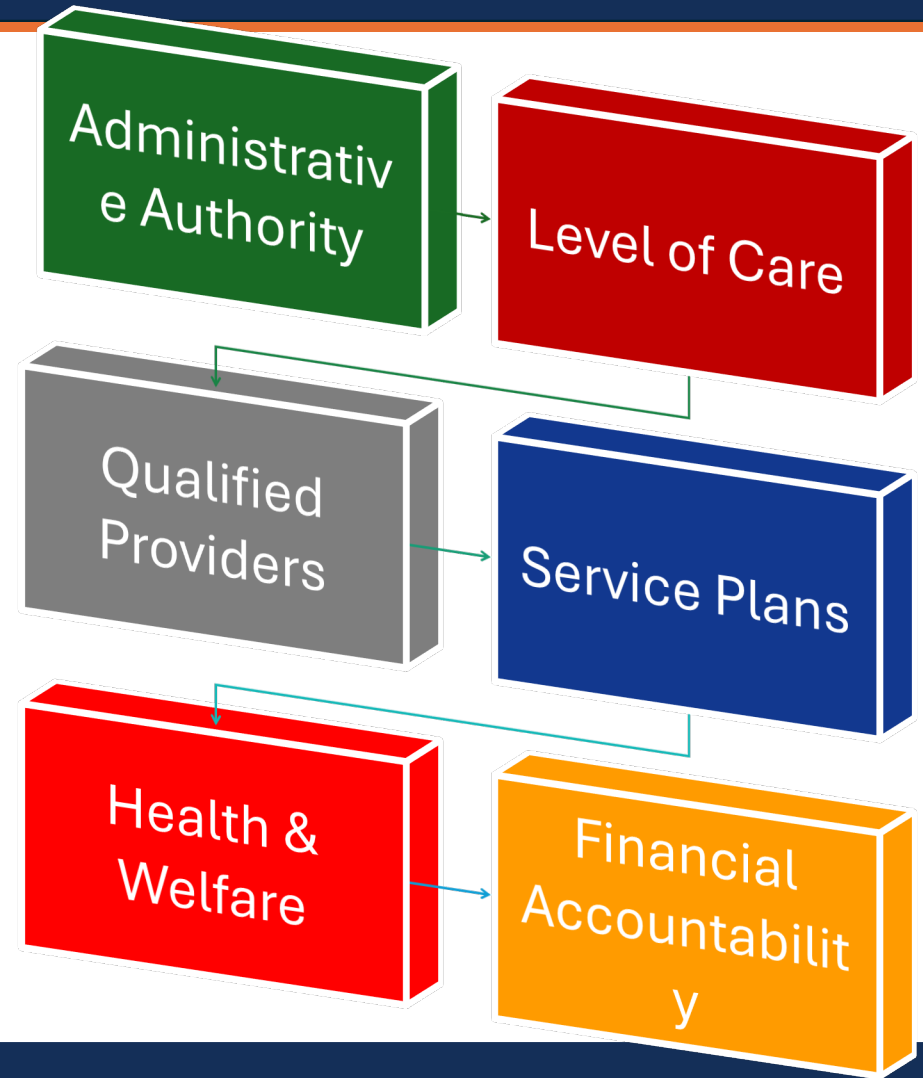 Administrativ
e Authority
Level of Care
Qualified
Providers
Service Plans
Health &
Welfare
Financial
Accountabilit
y